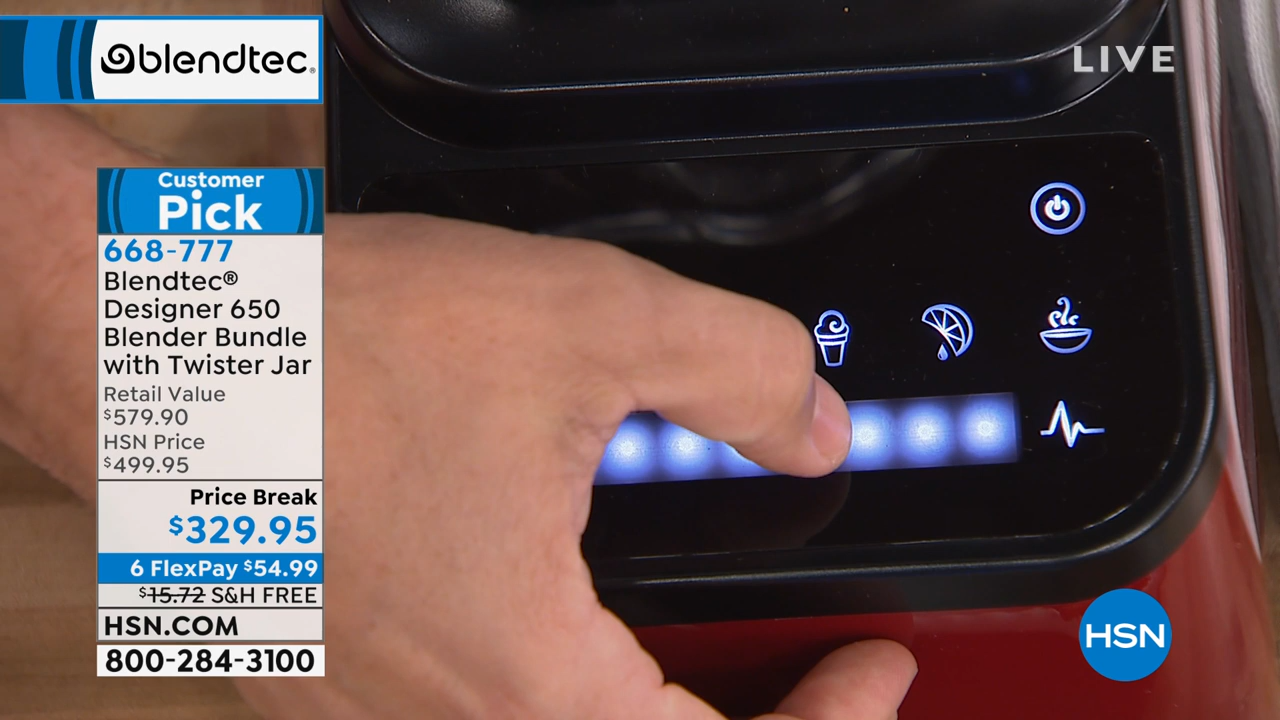 blendtec®
LIVE
Customer
Pick
668-777
Blendtec®
Designer 650
Blender Bundle
with Twister Jar
Retail Value
$579.90
HSN Price
$499.95
Price Break
$329.95
6 FlexPay $54.99
$15.72 S&H FREE
HSN.COM
800-284-3100
HSN